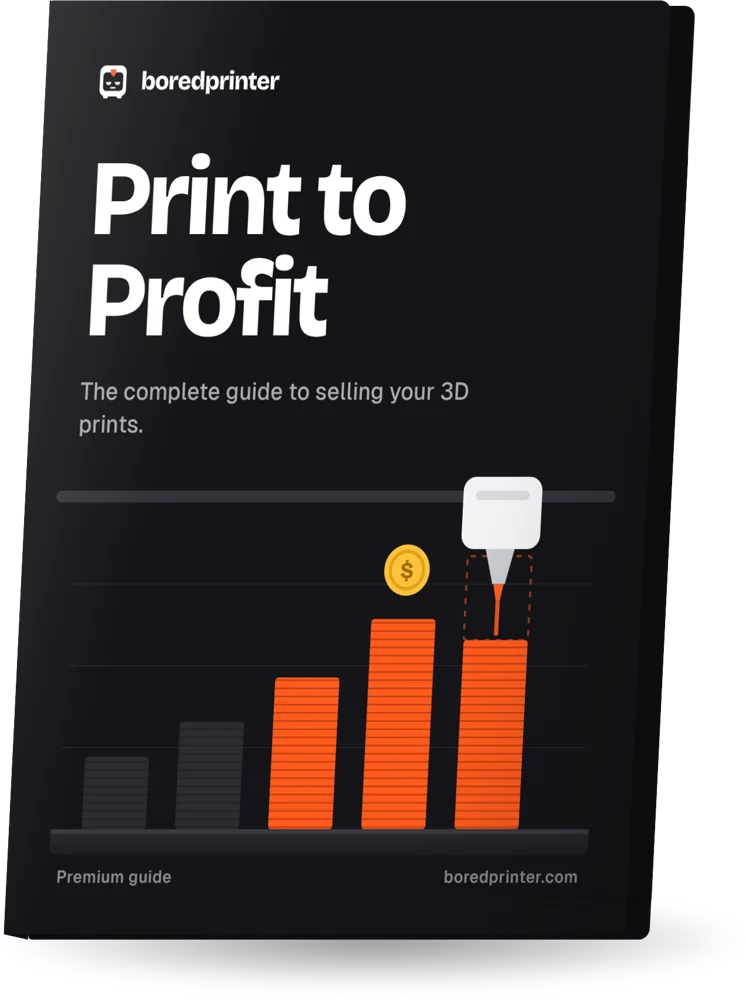 boredprinter
Print to
Profit
The complete guide to selling your 3D
prints.
$
Premium guide
boredprinter.com